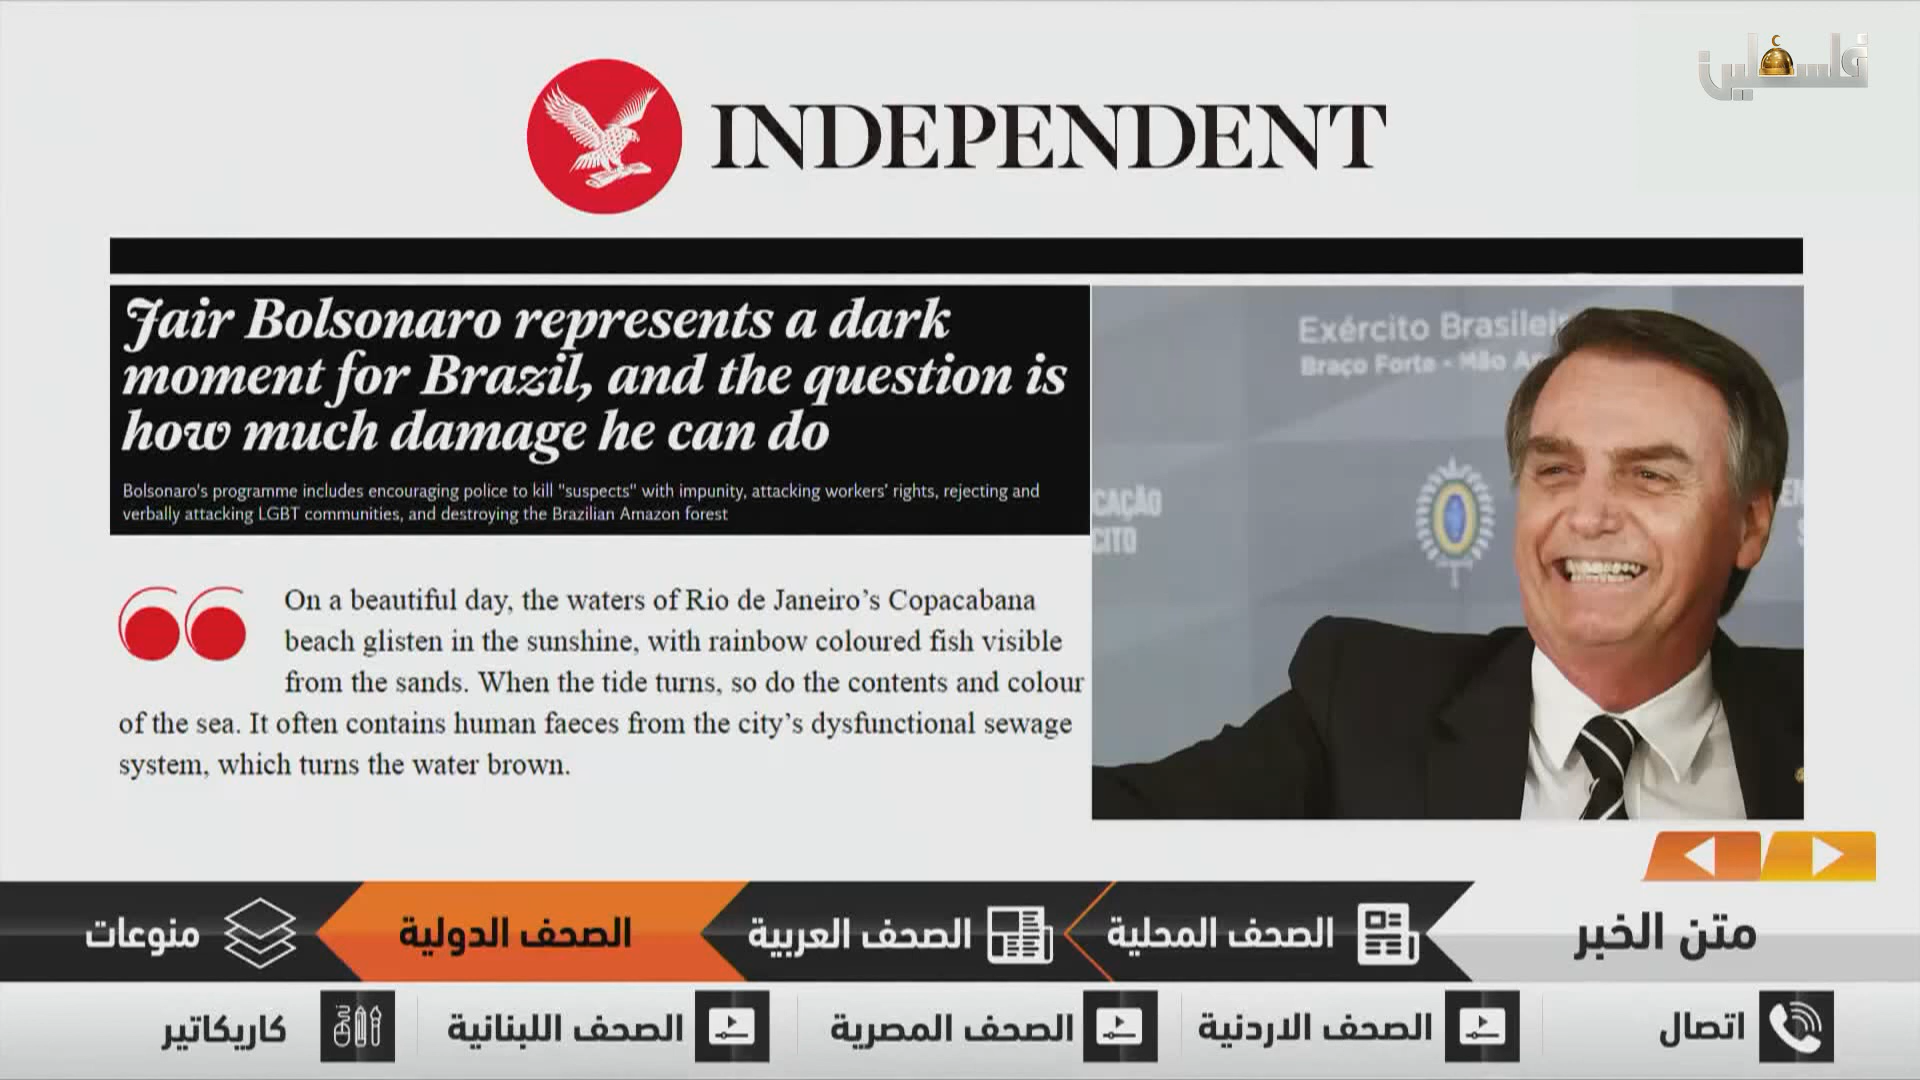 فلسطين
INDEPENDENT
Jair Bolsonaro represents a dark
moment for Brazil, and the question is
how much damage he can do
Bolsonaro's programme includes encouraging police to kill "suspects" with impunity, attacking workers' rights, rejecting and
verbally attacking LGBT communities, and destroying the Brazilian Amazon forest
On a beautiful day, the waters of Rio de Janeiro's Copacabana
beach glisten in the sunshine, with rainbow coloured fish visible
from the sands. When the tide turns, so do the contents and colour
of the sea. It often contains human faeces from the city's dysfunctional sewage
system, which turns the water brown.
Exército Brasilei
Braço Forte - Mão A
CAÇÃO
CITO
متن الخبر
الصحف المحلية
الصحف العربية
الصحف الدولية
منوعات
اتصال
الصحف الاردنية
الصحف المصرية
الصحف اللبنانية
كاريكاتير